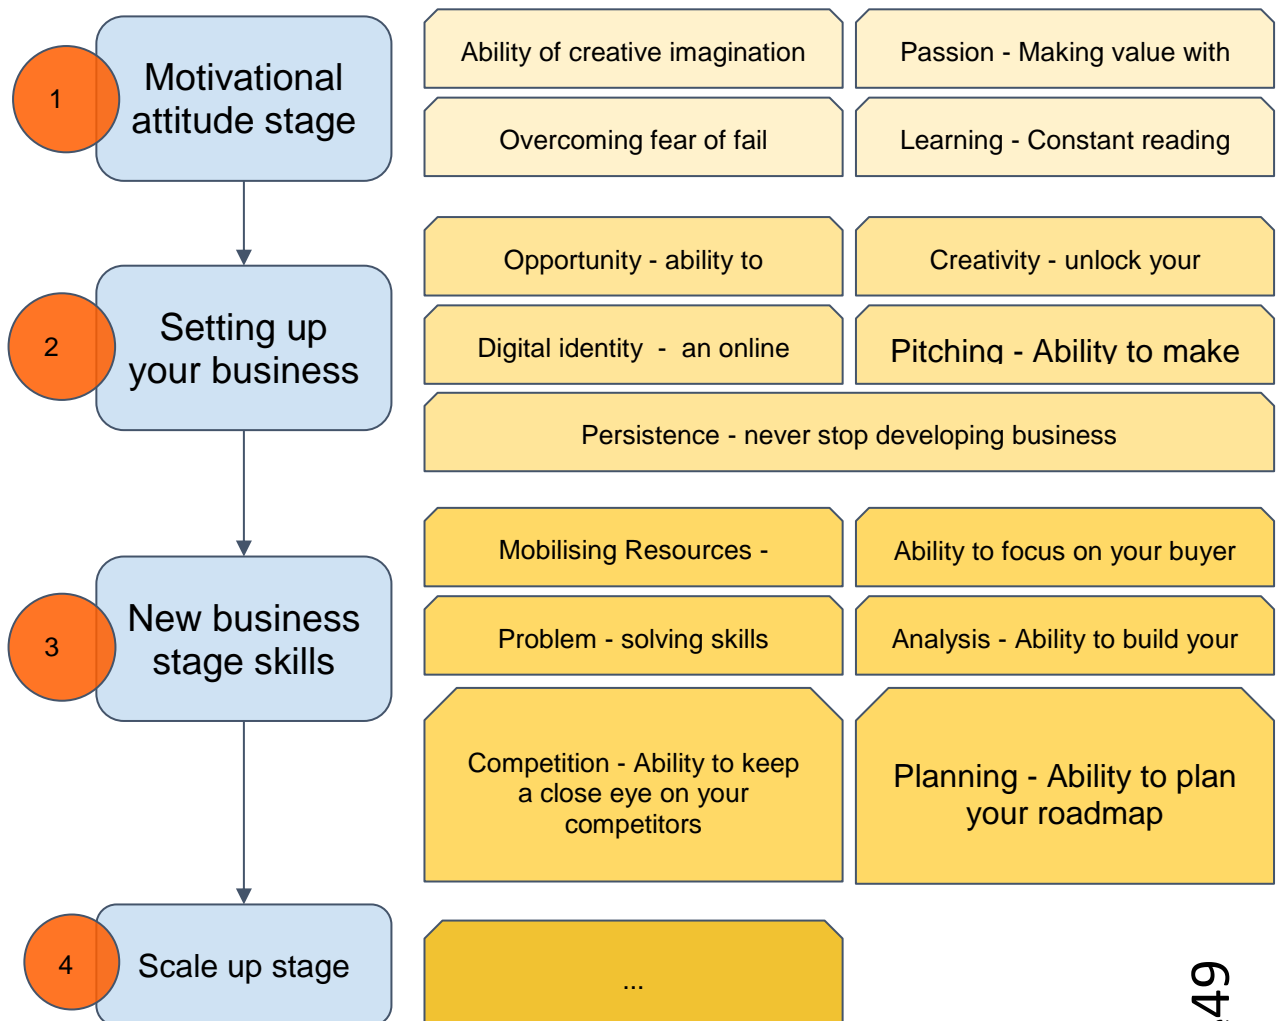 1
Motivational
attitude stage
Ability of creative imagination
Passion - Making value with
Overcoming fear of fail
Learning - Constant reading
2
Setting up
your business
Opportunity - ability to
Creativity - unlock your
Digital identity - an online
Pitching - Ability to make
Persistence - never stop developing business
3
New business
stage skills
Mobilising Resources -
Ability to focus on your buyer
Problem - solving skills
Analysis - Ability to build your
Competition - Ability to keep
a close eye on your
competitors
Planning - Ability to plan
your roadmap
4
Scale up stage
...
49